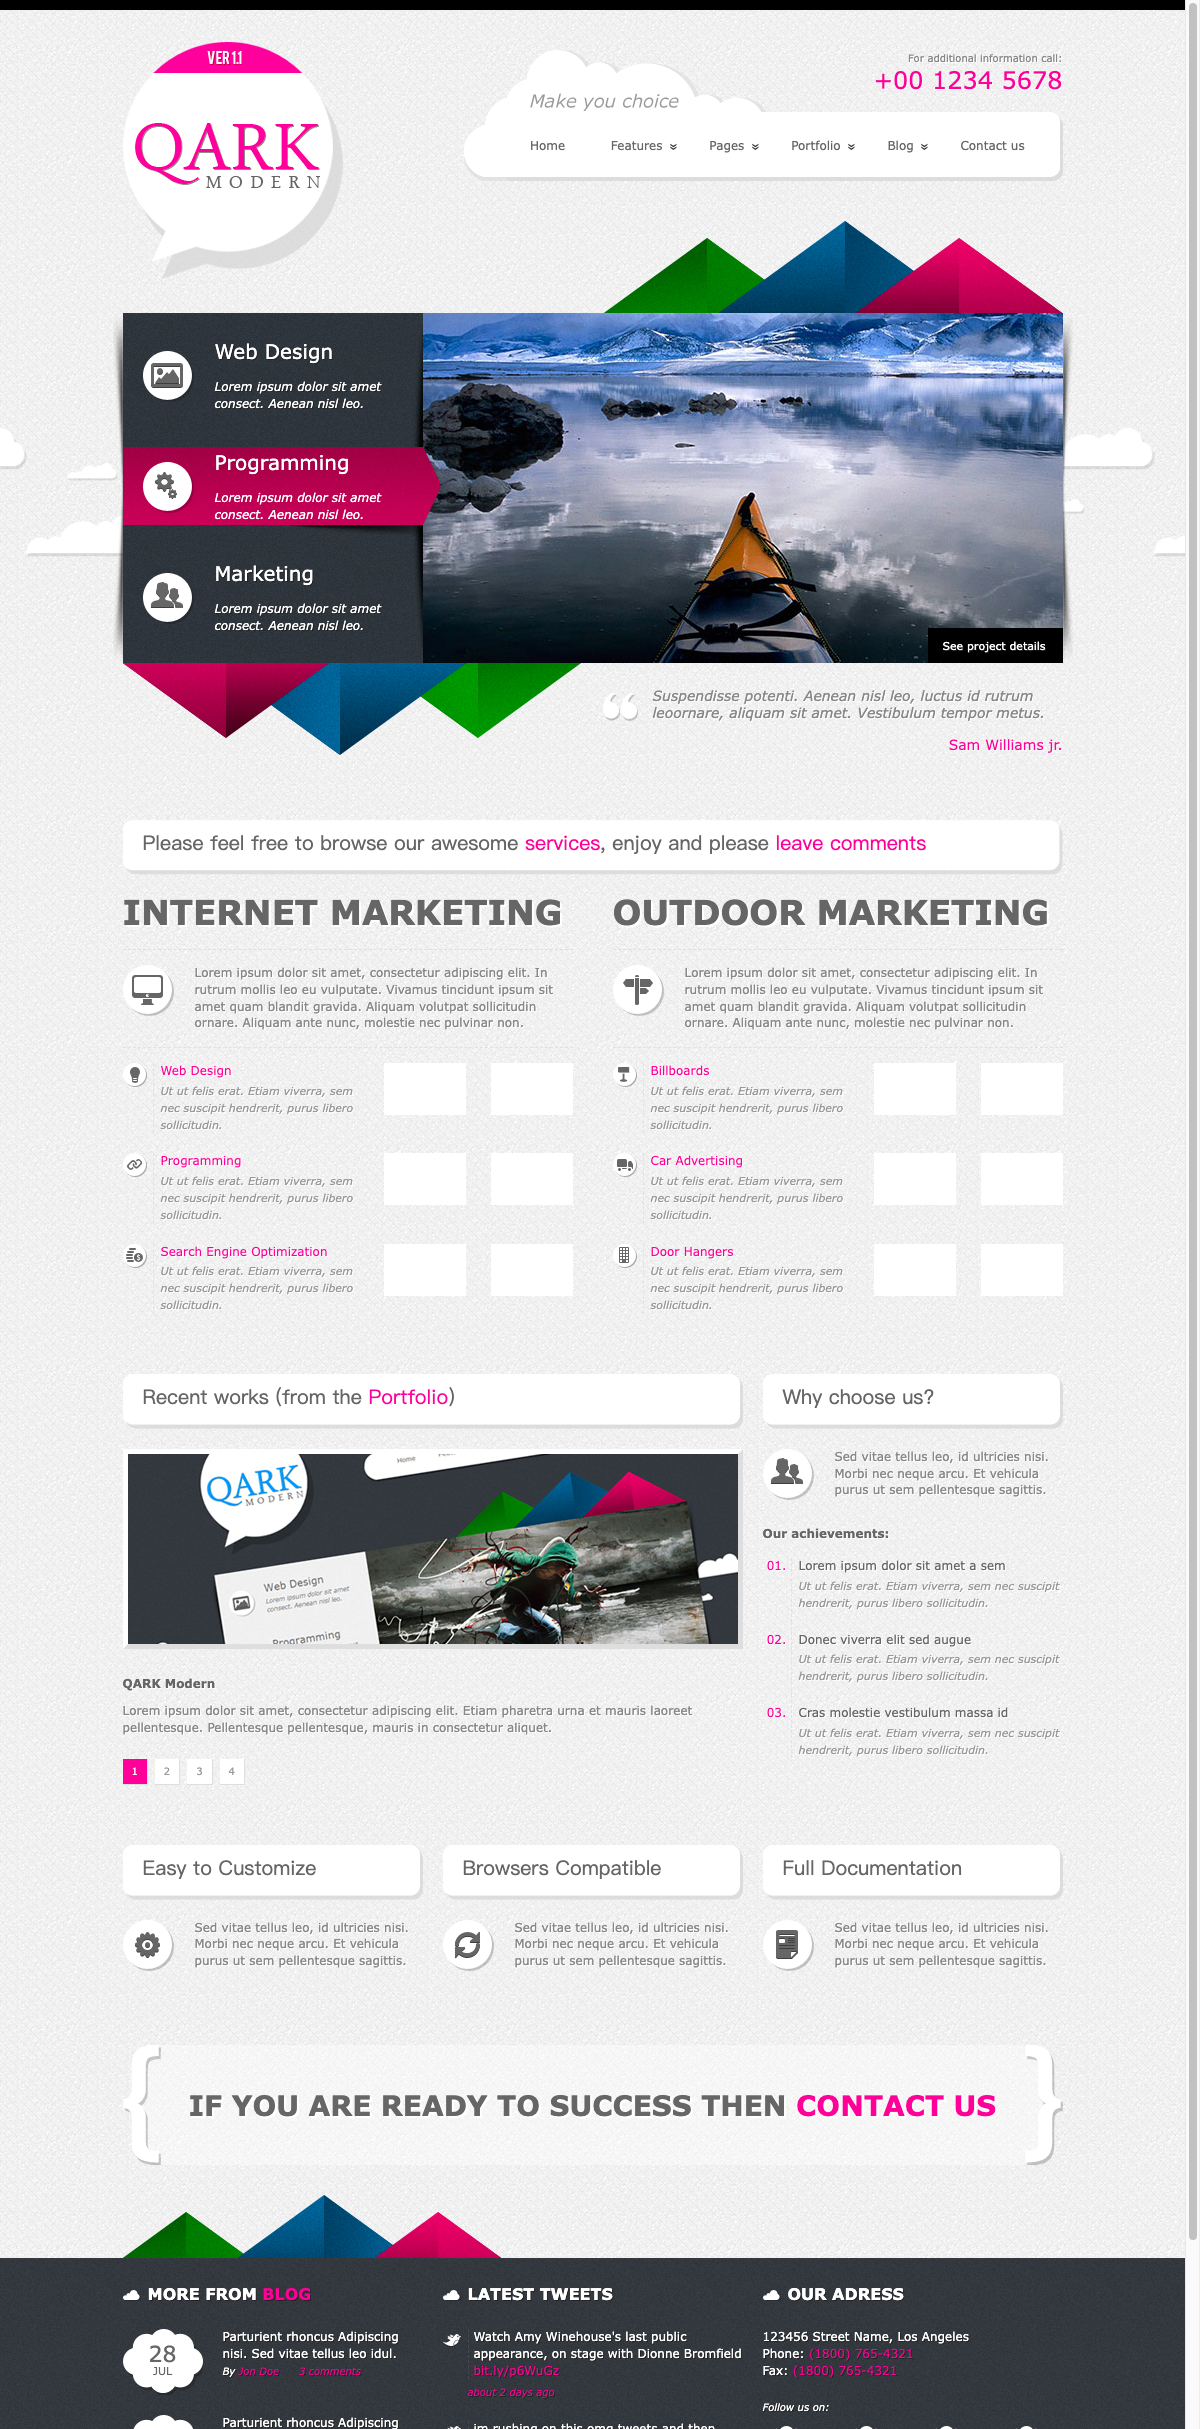 VER 1.1
QARK
MODERN
For additional information call:
+00 1234 5678
Make you choice
Home
Features
Pages
Portfolio
Blog
Contact us
Web Design
Lorem ipsum dolor sit amet
consect. Aenean nisl leo.
Programming
Lorem ipsum dolor sit amet
consect. Aenean nisl leo.
Marketing
Lorem ipsum dolor sit amet
consect. Aenean nisl leo.
See project details
Suspendisse potenti. Aenean nisl leo, luctus id rutrum
leoornare, aliquam sit amet. Vestibulum tempor metus.
Sam Williams jr.
Please feel free to browse our awesome services, enjoy and please leave comments
INTERNET MARKETING
Lorem ipsum dolor sit amet, consectetur adipiscing elit. In
rutrum mollis leo eu vulputate. Vivamus tincidunt ipsum sit
amet quam blandit gravida. Aliquam volutpat sollicitudin
ornare. Aliquam ante nunc, molestie nec pulvinar non.
Web Design
Ut ut felis erat. Etiam viverra, sem
nec suscipit hendrerit, purus libero
sollicitudin.
Programming
Ut ut felis erat. Etiam viverra, sem
nec suscipit hendrerit, purus libero
sollicitudin.
Search Engine Optimization
Ut ut felis erat. Etiam viverra, sem
nec suscipit hendrerit, purus libero
sollicitudin.
OUTDOOR MARKETING
Lorem ipsum dolor sit amet, consectetur adipiscing elit. In
rutrum mollis leo eu vulputate. Vivamus tincidunt ipsum sit
amet quam blandit gravida. Aliquam volutpat sollicitudin
ornare. Aliquam ante nunc, molestie nec pulvinar non.
Billboards
Ut ut felis erat. Etiam viverra, sem
nec suscipit hendrerit, purus libero
sollicitudin.
Car Advertising
Ut ut felis erat. Etiam viverra, sem
nec suscipit hendrerit, purus libero
sollicitudin.
Door Hangers
Ut ut felis erat. Etiam viverra, sem
nec suscipit hendrerit, purus libero
sollicitudin.
Recent works (from the Portfolio)
Home
QARK
MODERN
Web Design
Lorem ipsum dolor sit amet
consect. Aenean nisl leo.
Programming
QARK Modern
Lorem ipsum dolor sit amet, consectetur adipiscing elit. Etiam pharetra urna et mauris laoreet
pellentesque. Pellentesque pellentesque, mauris in consectetur aliquet.
1
2
3
4
Why choose us?
Sed vitae tellus leo, id ultricies nisi.
Morbi nec neque arcu. Et vehicula
purus ut sem pellentesque sagittis.
Our achievements:
01. Lorem ipsum dolor sit amet a sem
Ut ut felis erat. Etiam viverra, sem nec suscipit
hendrerit, purus libero sollicitudin.
02. Donec viverra elit sed augue
Ut ut felis erat. Etiam viverra, sem nec suscipit
hendrerit, purus libero sollicitudin.
03. Cras molestie vestibulum massa id
Ut ut felis erat. Etiam viverra, sem nec suscipit
hendrerit, purus libero sollicitudin.
Easy to Customize
Sed vitae tellus leo, id ultricies nisi.
Morbi nec neque arcu. Et vehicula
purus ut sem pellentesque sagittis.
Browsers Compatible
Sed vitae tellus leo, id ultricies nisi.
Morbi nec neque arcu. Et vehicula
purus ut sem pellentesque sagittis.
Full Documentation
Sed vitae tellus leo, id ultricies nisi.
Morbi nec neque arcu. Et vehicula
purus ut sem pellentesque sagittis.
{ IF YOU ARE READY TO SUCCESS THEN CONTACT US }
MORE FROM BLOG
28
JUL
Parturient rhoncus Adipiscing
nisi. Sed vitae tellus leo idul.
By Jon Doe 3 comments
Parturient rhoncus Adipiscing
LATEST TWEETS
Watch Amy Winehouse's last public
appearance, on stage with Dionne Bromfield
bit.ly/p6WuGz
about 2 days ago
im rushing on this omg tweets and then
OUR ADRESS
123456 Street Name, Los Angeles
Phone: (1800) 765-4321
Fax: (1800) 765-4321
Follow us on: